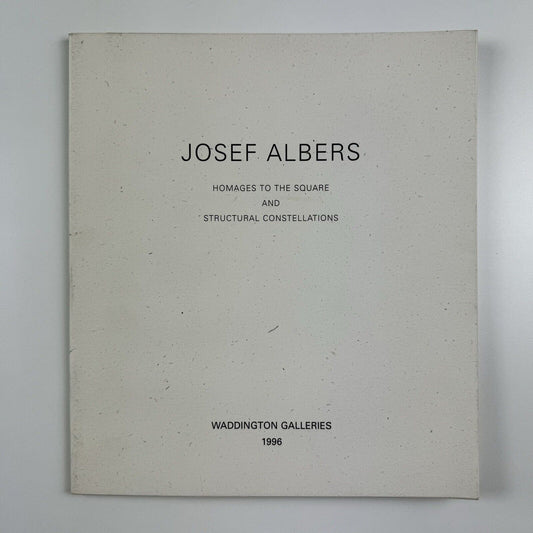 JOSEF ALBERS
HOMAGES TO THE SQUARE
AND
STRUCTURAL CONSTELLATIONS
WADDINGTON GALLERIES
1996